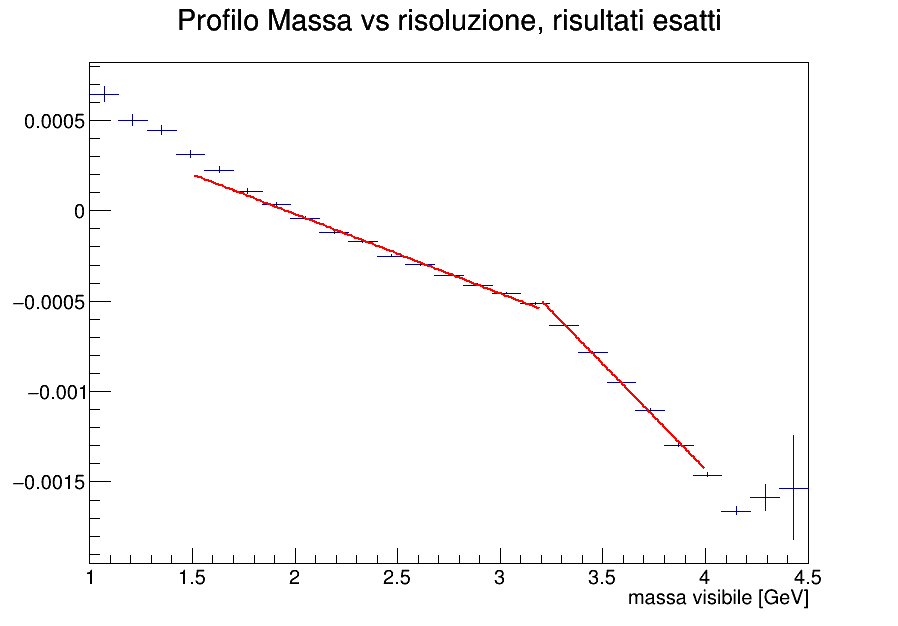 Profilo Massa vs risoluzione, risultati esatti
0.0005
0
−0.0005
−0.001
−0.0015
1 1.5 2 2.5 3 3.5 4 4.5
massa visibile [GeV]